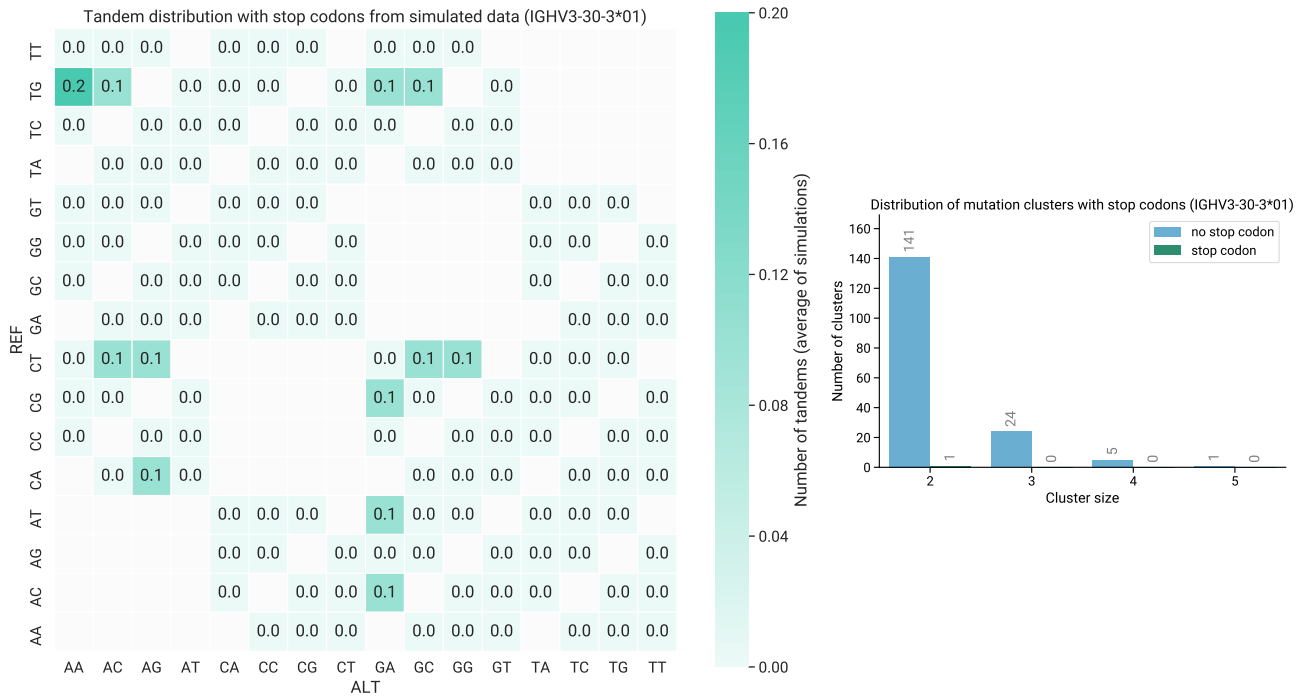 Tandem distribution with stop codons from simulated data (IGHV3-30-3*01)
TT 0.0 0.0 0.0 0.0 0.0 0.0 0.0 0.0 0.0
TG 0.2 0.1 0.0 0.0 0.0 0.0 0.1 0.1 0.0
TC 0.0 0.0 0.0 0.0 0.0 0.0 0.0 0.0 0.0
TA 0.0 0.0 0.0 0.0 0.0 0.0 0.0 0.0 0.0
GT 0.0 0.0 0.0 0.0 0.0 0.0 0.0 0.0 0.0
GG 0.0 0.0 0.0 0.0 0.0 0.0 0.0 0.0 0.0
GC 0.0 0.0 0.0 0.0 0.0 0.0 0.0 0.0 0.0
GA 0.0 0.0 0.0 0.0 0.0 0.0 0.0 0.0 0.0
CT 0.0 0.1 0.1 0.0 0.1 0.1 0.0 0.0 0.0
CG 0.0 0.0 0.0 0.1 0.0 0.0 0.0 0.0 0.0
CC 0.0 0.0 0.0 0.0 0.0 0.0 0.0 0.0 0.0
CA 0.0 0.1 0.0 0.0 0.0 0.0 0.0 0.0 0.0
AT 0.0 0.0 0.0 0.1 0.0 0.0 0.0 0.0 0.0
AG 0.0 0.0 0.0 0.0 0.0 0.0 0.0 0.0 0.0
AC 0.0 0.0 0.0 0.1 0.0 0.0 0.0 0.0 0.0
AA 0.0 0.0 0.0 0.0 0.0 0.0 0.0 0.0 0.0
REF
AA AC AG AT CA CC CG CT GA GC GG GT TA TC TG TT
ALT
0.20
0.16
0.12
0.08
0.04
0.00
Number of tandems (average of simulations)
Distribution of mutation clusters with stop codons (IGHV3-30-3*01)
no stop codon
stop codon
160
140
120
100
80
60
40
20
0
Number of clusters
141
1
24
0
5
0
1
0
2 3 4 5
Cluster size